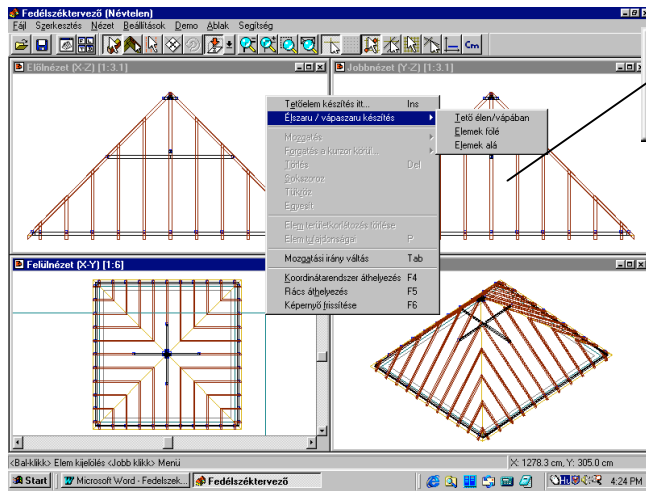 Fedélszéktervező [Névtelen]
Fájl Szerkesztés Nézet Beállítások Demo Ablak Segítség
Cm
Elölnézet (X-Z) [1:3.1]
Jobbnézet (Y-Z) [1:3.1]
Tetőelem készítés itt... Ins
Élszaru / vápaszaru készítés
Mozgatás
Forgatás a kurzor körül...
Törlés Del
Sokszoroz
Tükröz
Egyesít
Elem területkorlátozás törlése
Elem tulajdonságai P
Mozgatási irány váltás Tab
Koordinátarendszer áthelyezés F4
Rács áthelyezés F5
Képernyő frissítése F6
Tető élen/vápában
Elemek fölé
Elemek alá
Felülnézet (X-Y) [1:6]
<Bal-klikk> Elem kijelölés <Jobb klikk> Menü
X: 1278.3 cm, Y: 305.0 cm
Start
Microsoft Word - Fedelszek...
Fedélszéktervező
4:24 PM